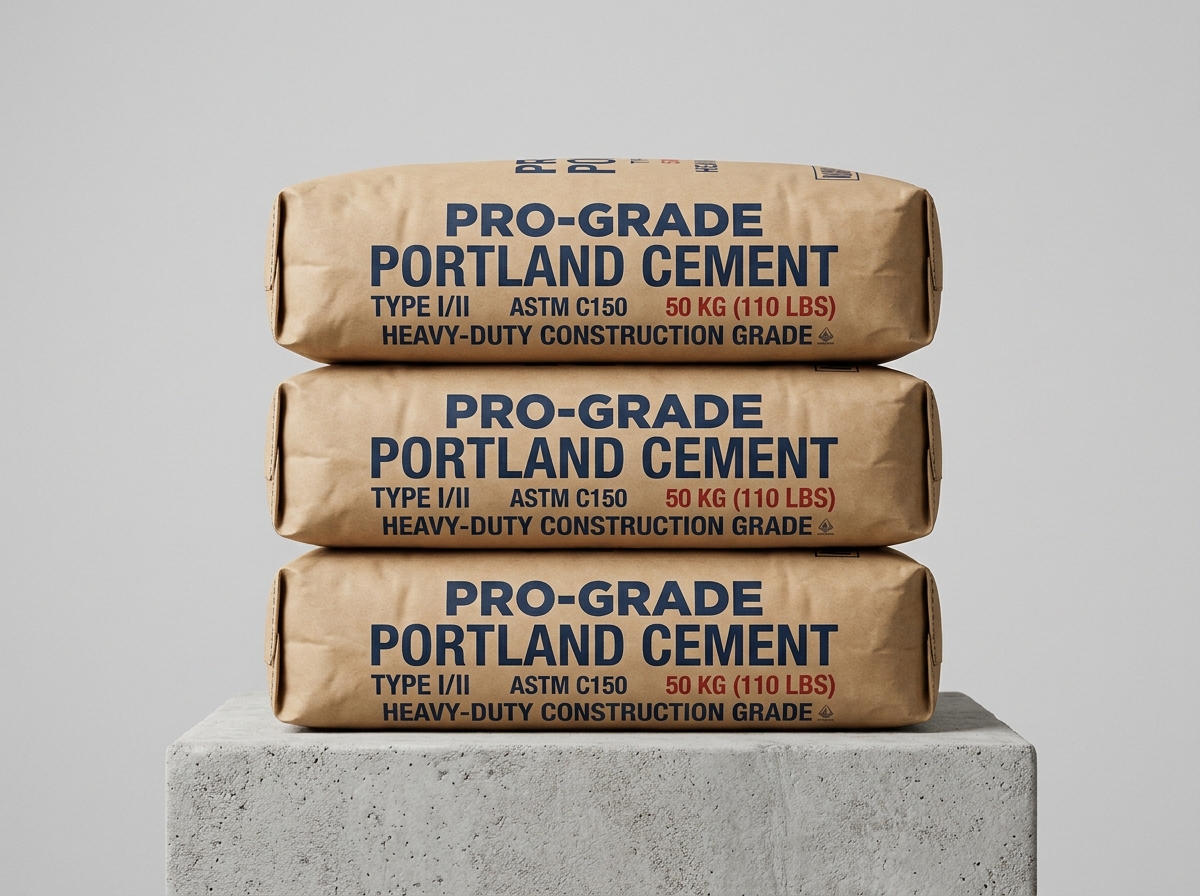 PRO-GRADE
PORTLAND CEMENT
TYPE I/II ASTM C150 50 KG (110 LBS)
HEAVY-DUTY CONSTRUCTION GRADE
PRO-GRADE
PORTLAND CEMENT
TYPE I/II ASTM C150 50 KG (110 LBS)
HEAVY-DUTY CONSTRUCTION GRADE
PRO-GRADE
PORTLAND CEMENT
TYPE I/II ASTM C150 50 KG (110 LBS)
HEAVY-DUTY CONSTRUCTION GRADE